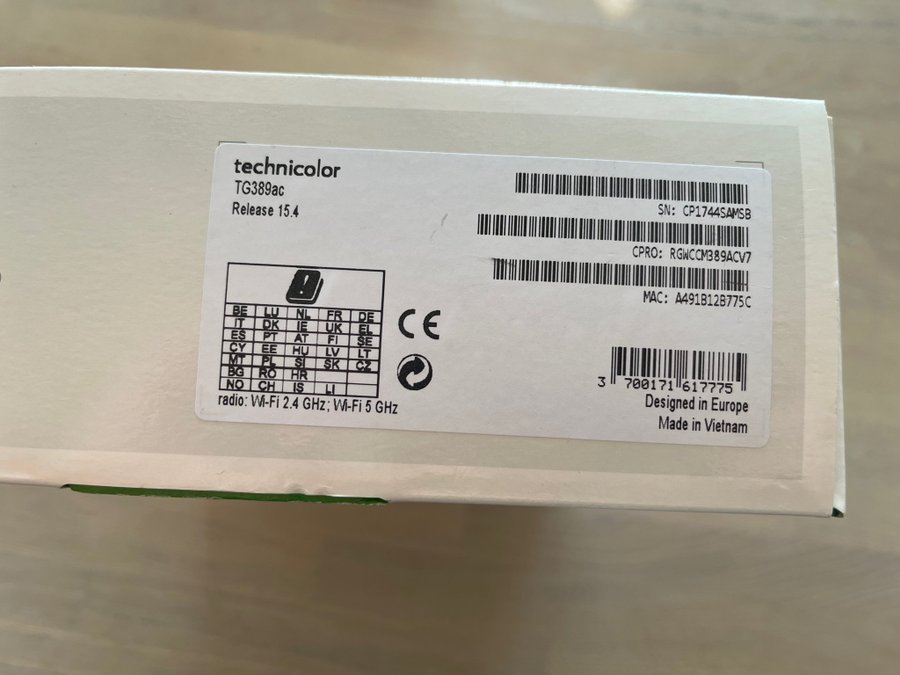 technicolor
TG389ac
Release 15.4
SN: CP1744SAMSB
CPRO: RGWCCM389ACV7
MAC: A491B12B775C
BE LU NL FR DE
IT DK IE UK EL
ES PT AT FI SE
CY EE HU LV LT
MT PL SI SK CZ
BG RO HR
NO CH IS LI
CE
radio: Wi-Fi 2.4 GHz; Wi-Fi 5 GHz
3 700171 617775
Designed in Europe
Made in Vietnam